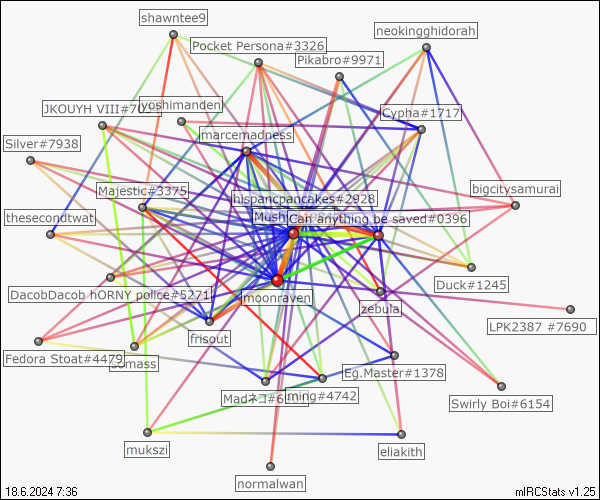 shawntee9
neokingghidorah
Pocket Persona#3326
Pikabro#9971
JKOUYH VIII#70
yoshimanden
Cypha#1717
marcemadness
Silver#7938
Majestic#3375
hispancpancakes#2928
bigcitysamurai
thesecondtwat
Mush
Can anything be saved#0396
DacobDacob hORNY police#5271
moonraven
Duck#1245
zebula
LPK2387 #7690
frisout
Fedora Stoat#4479
somass
Eg.Master#1378
Madネコ#6
ming#4742
Swirly Boi#6154
mukszi
eliakith
normalwan
18.6.2024 7:36
mIRCStats v1.25